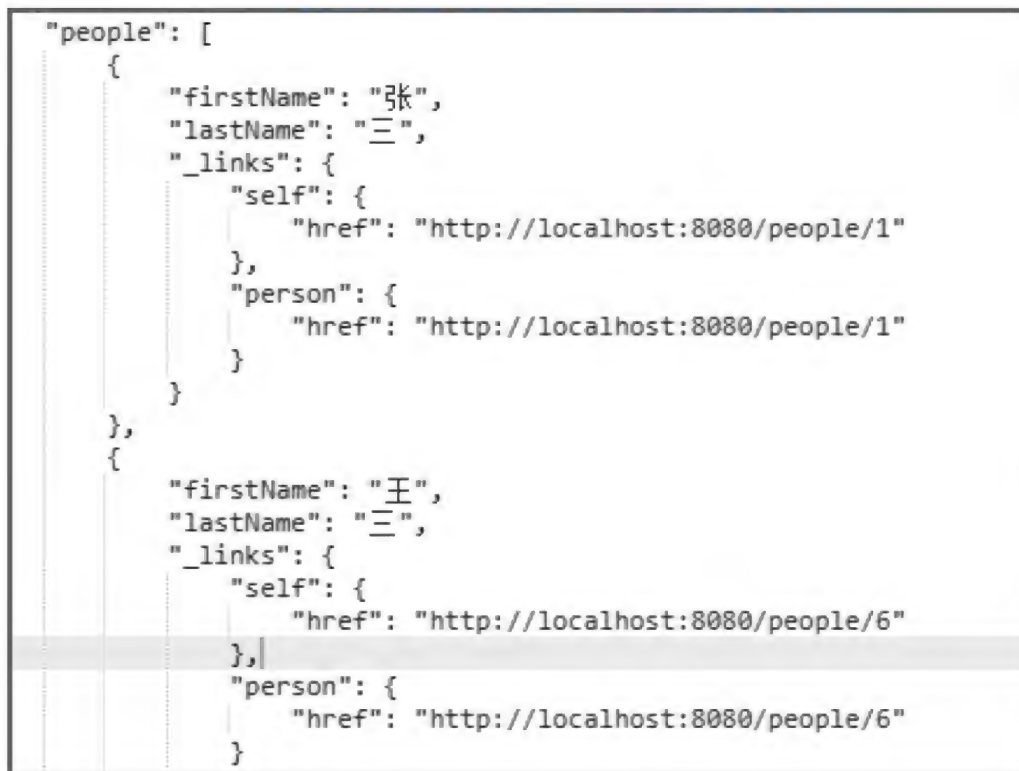 "people": [
{
"firstName": "张",
"lastName": "三",
"_links": {
"self": {
"href": "http://localhost:8080/people/1"
},
"person": {
"href": "http://localhost:8080/people/1"
}
}
},
{
"firstName": "王",
"lastName": "三",
"_links": {
"self": {
"href": "http://localhost:8080/people/6"
},
"person": {
"href": "http://localhost:8080/people/6"
}